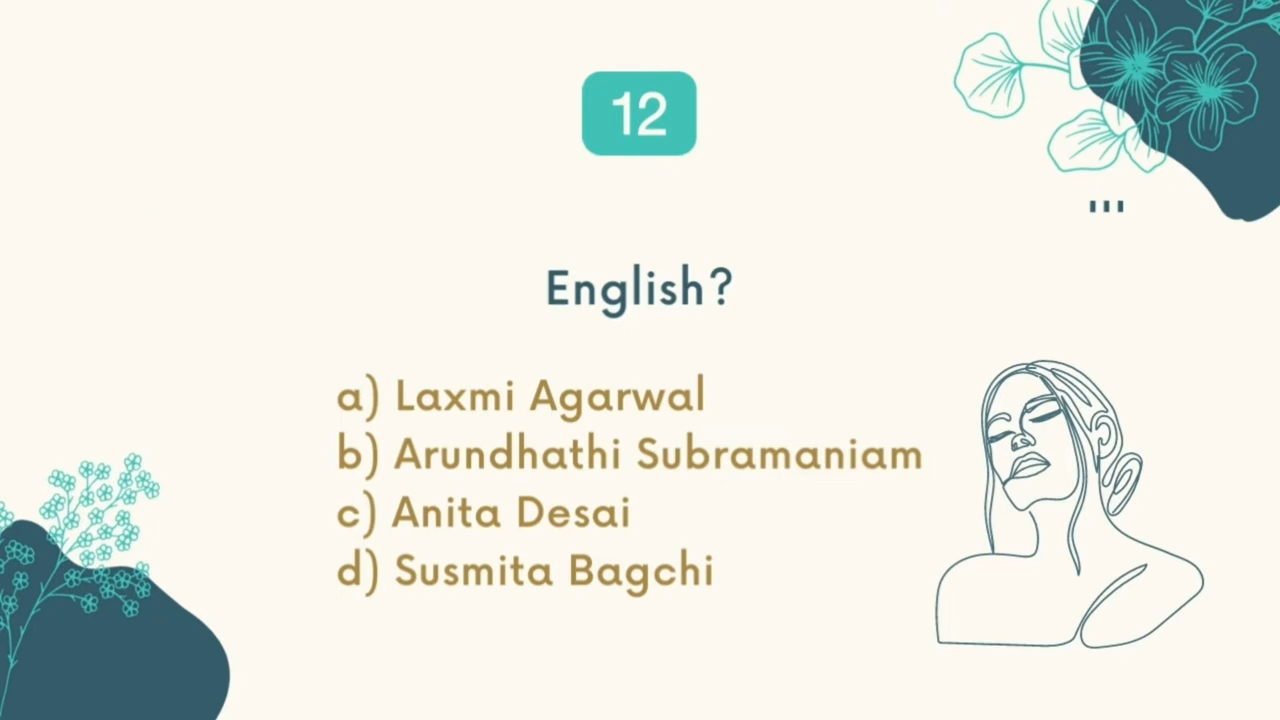 12
English?
a) Laxmi Agarwal
b) Arundhathi Subramaniam
c) Anita Desai
d) Susmita Bagchi